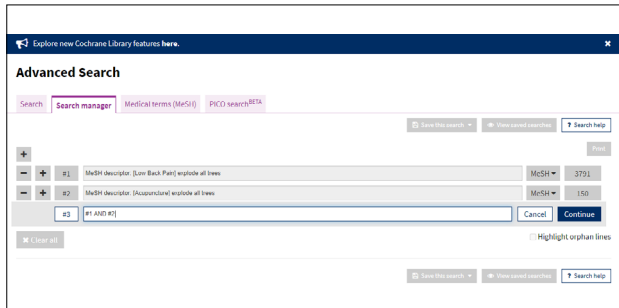 Explore new Cochrane Library features here. ×
Advanced Search
Search Search manager Medical terms (MeSH) PICO searchBETA
Save this search View saved searches ? Search help
+ Print
− + #1 MeSH descriptor: [Low Back Pain] explode all trees MeSH 3791
− + #2 MeSH descriptor: [Acupuncture] explode all trees MeSH 150
#3 #1 AND #2 Cancel Continue
× Clear all Highlight orphan lines
Save this search View saved searches ? Search help